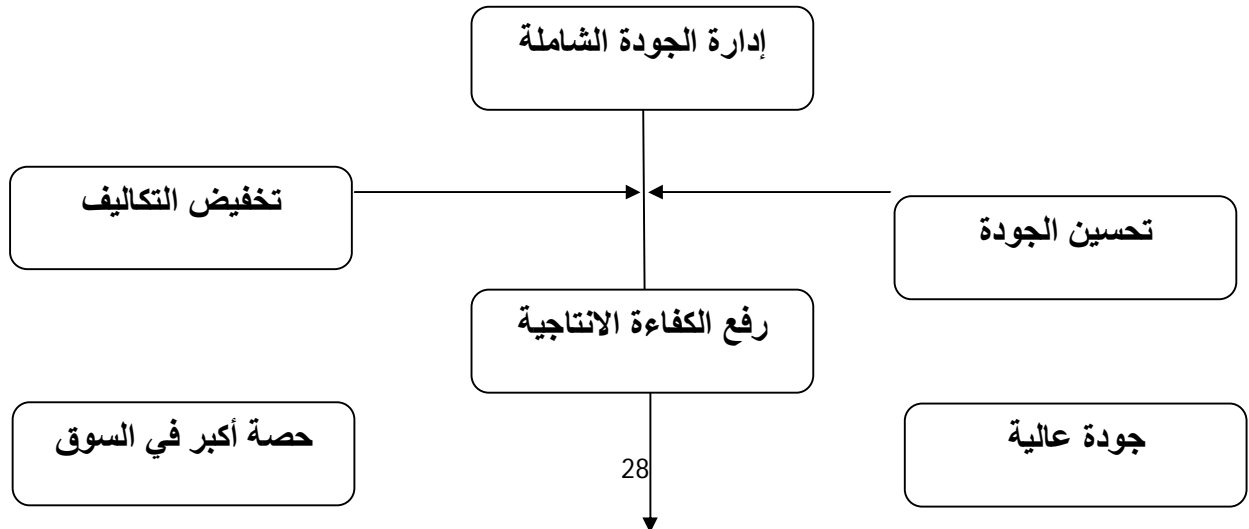 إدارة الجودة الشاملة
تحسين الجودة
تخفيض التكاليف
رفع الكفاءة الانتاجية
جودة عالية
حصة أكبر في السوق
28